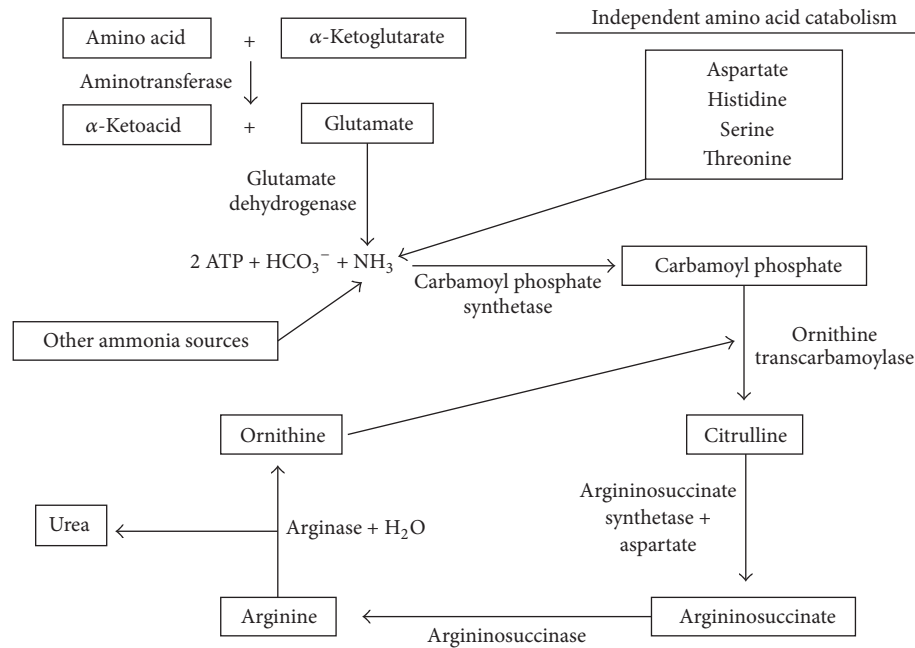 Independent amino acid catabolism
Amino acid + α-Ketoglutarate
Aminotransferase
α-Ketoacid + Glutamate
Aspartate
Histidine
Serine
Threonine
Glutamate
dehydrogenase
2 ATP + HCO₃⁻ + NH₃
Carbamoyl phosphate
synthetase
Carbamoyl phosphate
Other ammonia sources
Ornithine
transcarbamoylase
Ornithine
Citrulline
Argininosuccinate
synthetase +
aspartate
Urea
Arginase + H₂O
Arginine
Argininosuccinate
Argininosuccinase